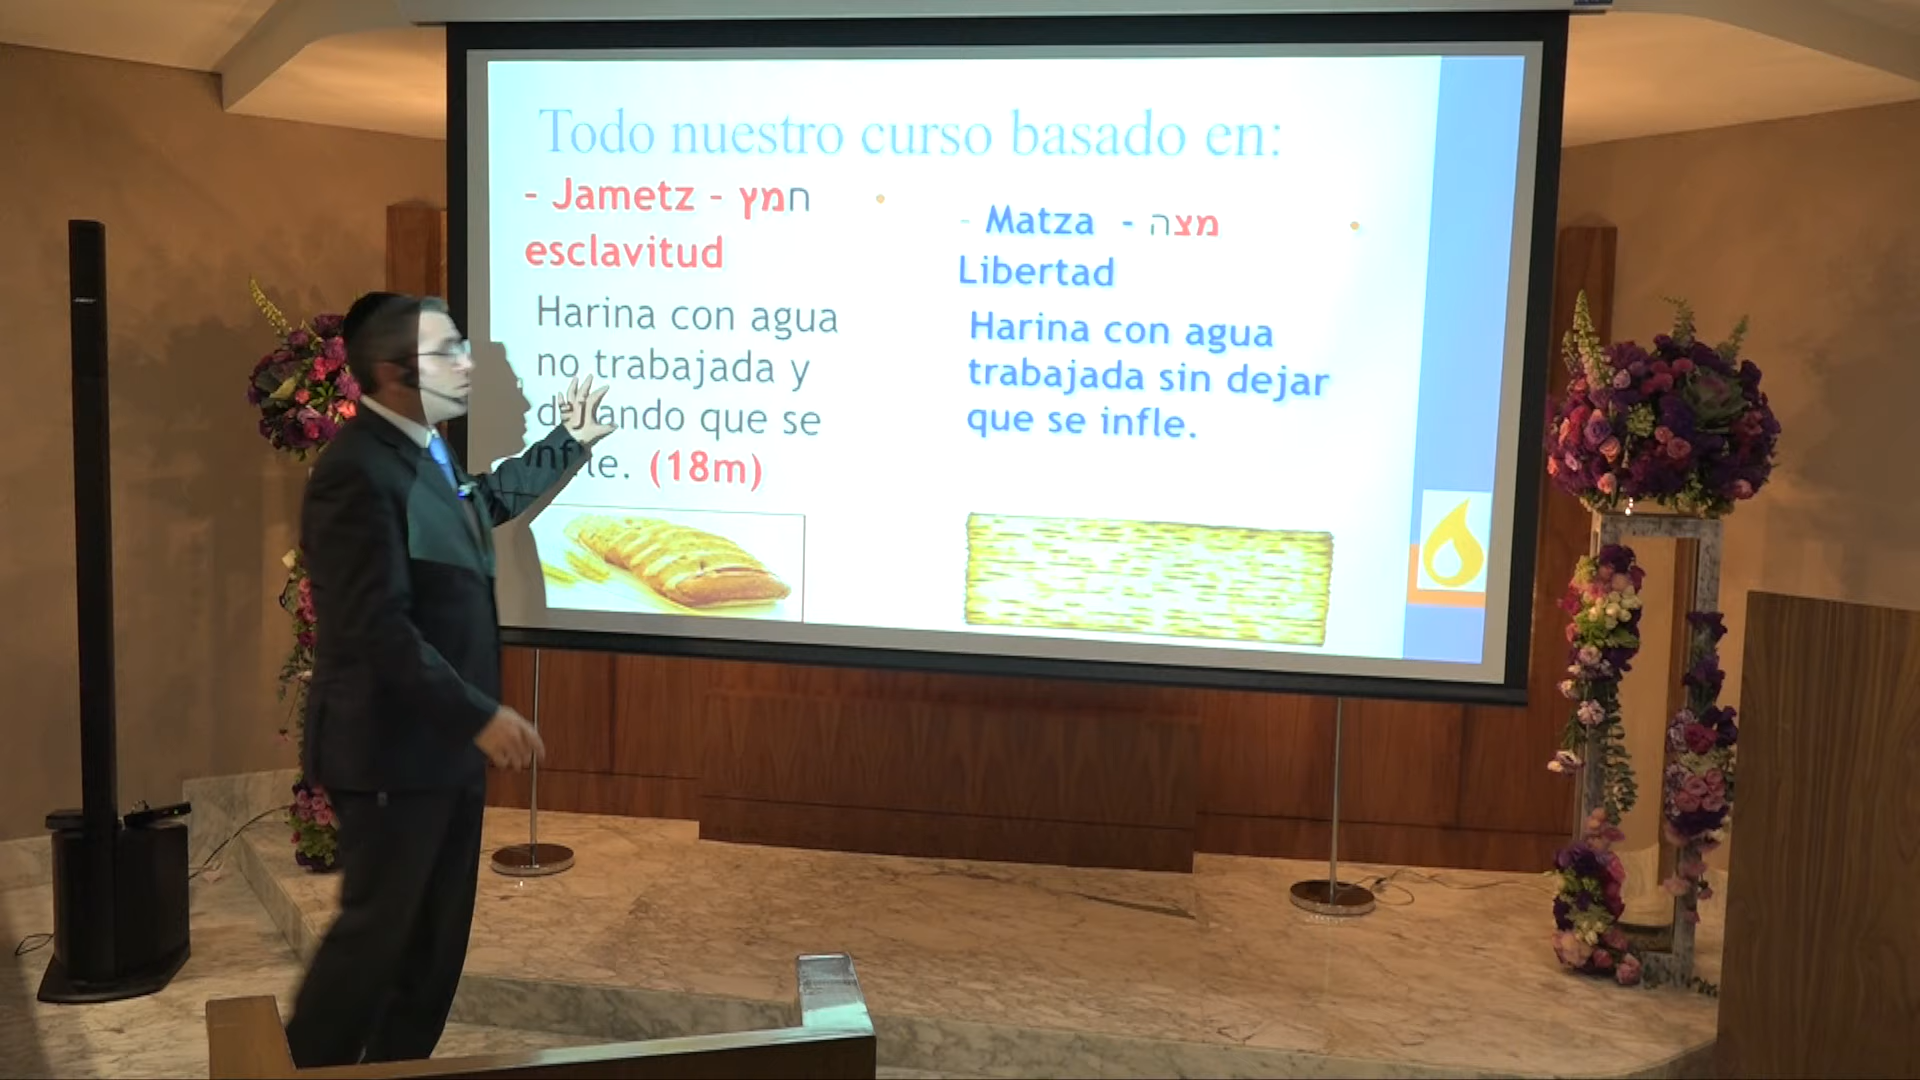 Todo nuestro curso basado en:
- Jametz - חמץ
esclavitud
Harina con agua
no trabajada y
dejando que se
infle. (18m)
- Matza - מצה
Libertad
Harina con agua
trabajada sin dejar
que se infle.